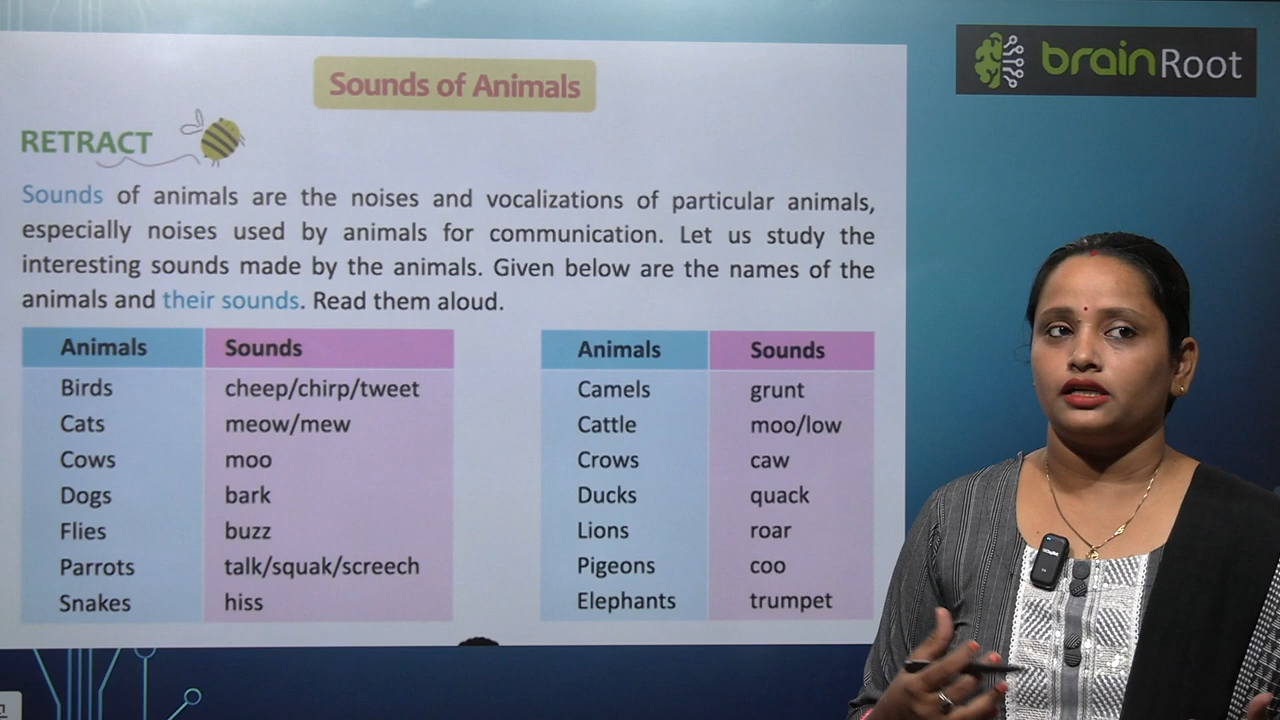 brainRoot
Sounds of Animals
RETRACT
Sounds of animals are the noises and vocalizations of particular animals,
especially noises used by animals for communication. Let us study the
interesting sounds made by the animals. Given below are the names of the
animals and their sounds. Read them aloud.
Animals Sounds
Birds cheep/chirp/tweet
Cats meow/mew
Cows moo
Dogs bark
Flies buzz
Parrots talk/squak/screech
Snakes hiss
Animals Sounds
Camels grunt
Cattle moo/low
Crows caw
Ducks quack
Lions roar
Pigeons coo
Elephants trumpet